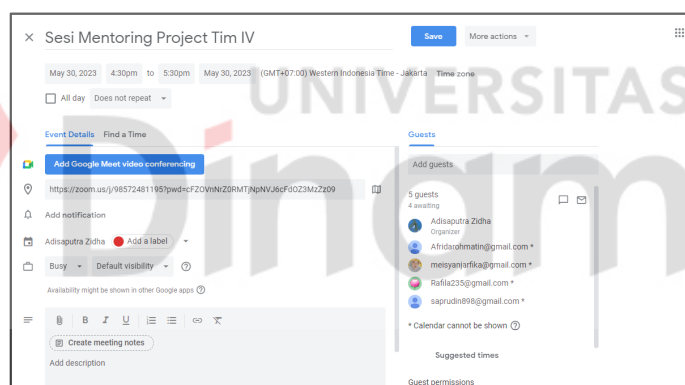 Sesi Mentoring Project Tim IV
Save
More actions
May 30, 2023 4:30pm to 5:30pm May 30, 2023 (GMT+07:00) Western Indonesia Time - Jakarta Time zone
All day Does not repeat
UNIVERSITAS
Dinam
Event Details Find a Time
Add Google Meet video conferencing
https://zoom.us/j/98572481195?pwd=cFZOVnNrZ0RMTjNpNVJ6cFdOZ3MzZz09
Add notification
Adisaputra Zidha Add a label
Busy Default visibility
Availability might be shown in other Google apps
B I U
Create meeting notes
Add description
Guests
Add guests
5 guests
4 awaiting
Adisaputra Zidha
Organizer
Afridarohmatin@gmail.com *
meisyanjarfika@gmail.com *
Rafila235@gmail.com *
saprudin898@gmail.com *
* Calendar cannot be shown
Suggested times
Guest permissions